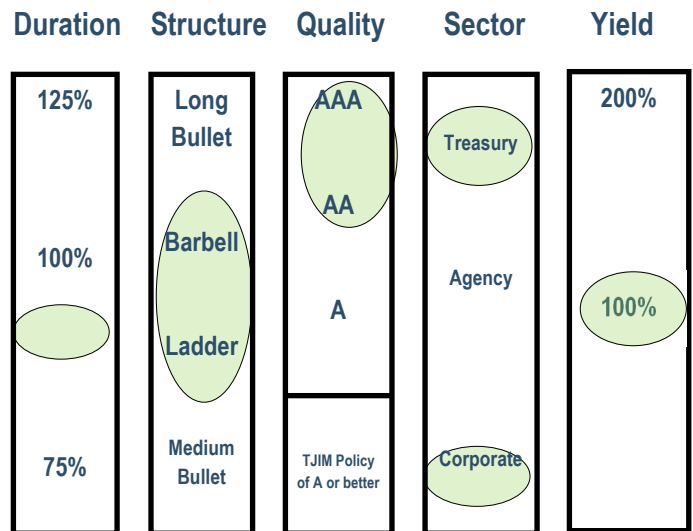 Duration Structure Quality Sector Yield
125%
100%
75%
Long
Bullet
Barbell
Ladder
Medium
Bullet
AAA
AA
A
TJIM Policy
of A or better
Treasury
Agency
Corporate
200%
100%